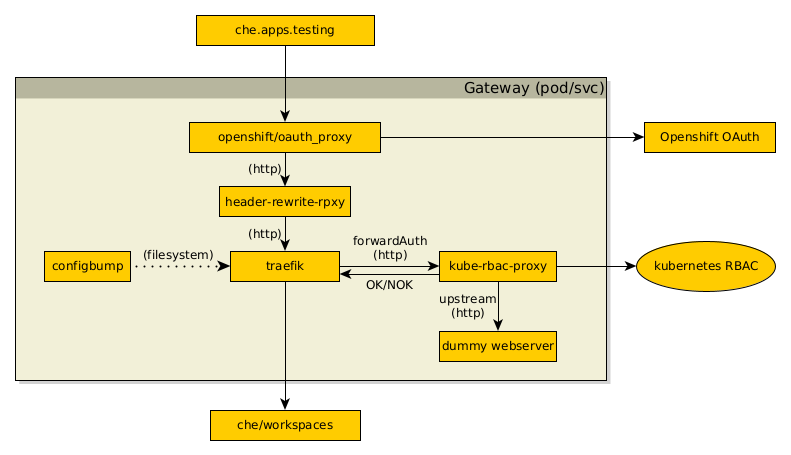 che.apps.testing
Gateway (pod/svc)
openshift/oauth_proxy
Openshift OAuth
(http)
header-rewrite-rpxy
(http)
configbump
(filesystem)
traefik
forwardAuth
(http)
OK/NOK
kube-rbac-proxy
kubernetes RBAC
upstream
(http)
dummy webserver
che/workspaces